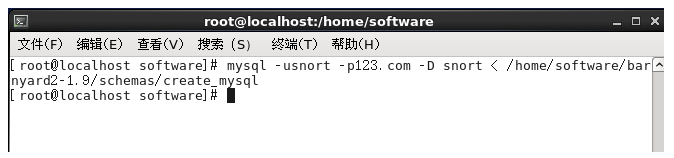 root@localhost:/home/software
文件(F) 编辑(E) 查看(V) 搜索 (S) 终端(T) 帮助(H)
[root@localhost software]# mysql -usnort -p123.com -D snort < /home/software/bar
nyard2-1.9/schemas/create_mysql
[root@localhost software]#